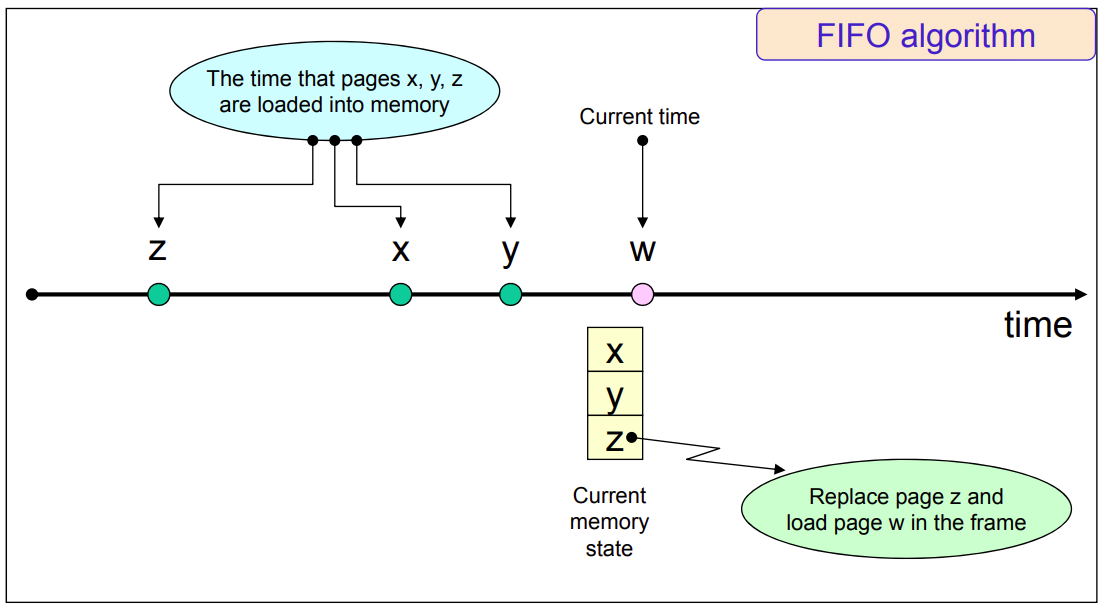 FIFO algorithm
The time that pages x, y, z
are loaded into memory
Current time
z
x
y
w
time
x
y
z
Current
memory
state
Replace page z and
load page w in the frame